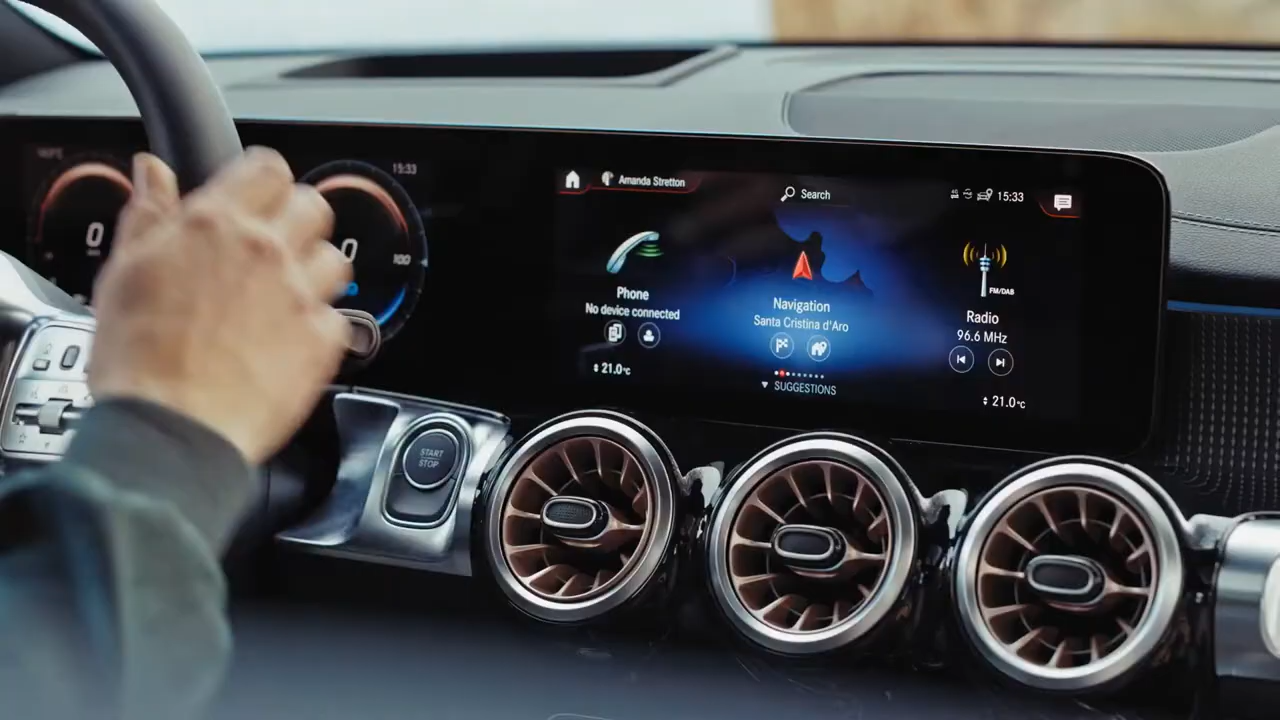 15:33
0
0
100
Amanda Stretton
Search
15:33
Phone
No device connected
Navigation
Santa Cristina d'Aro
FM/DAB
Radio
96.6 MHz
21.0°C
SUGGESTIONS
21.0°C
START
STOP